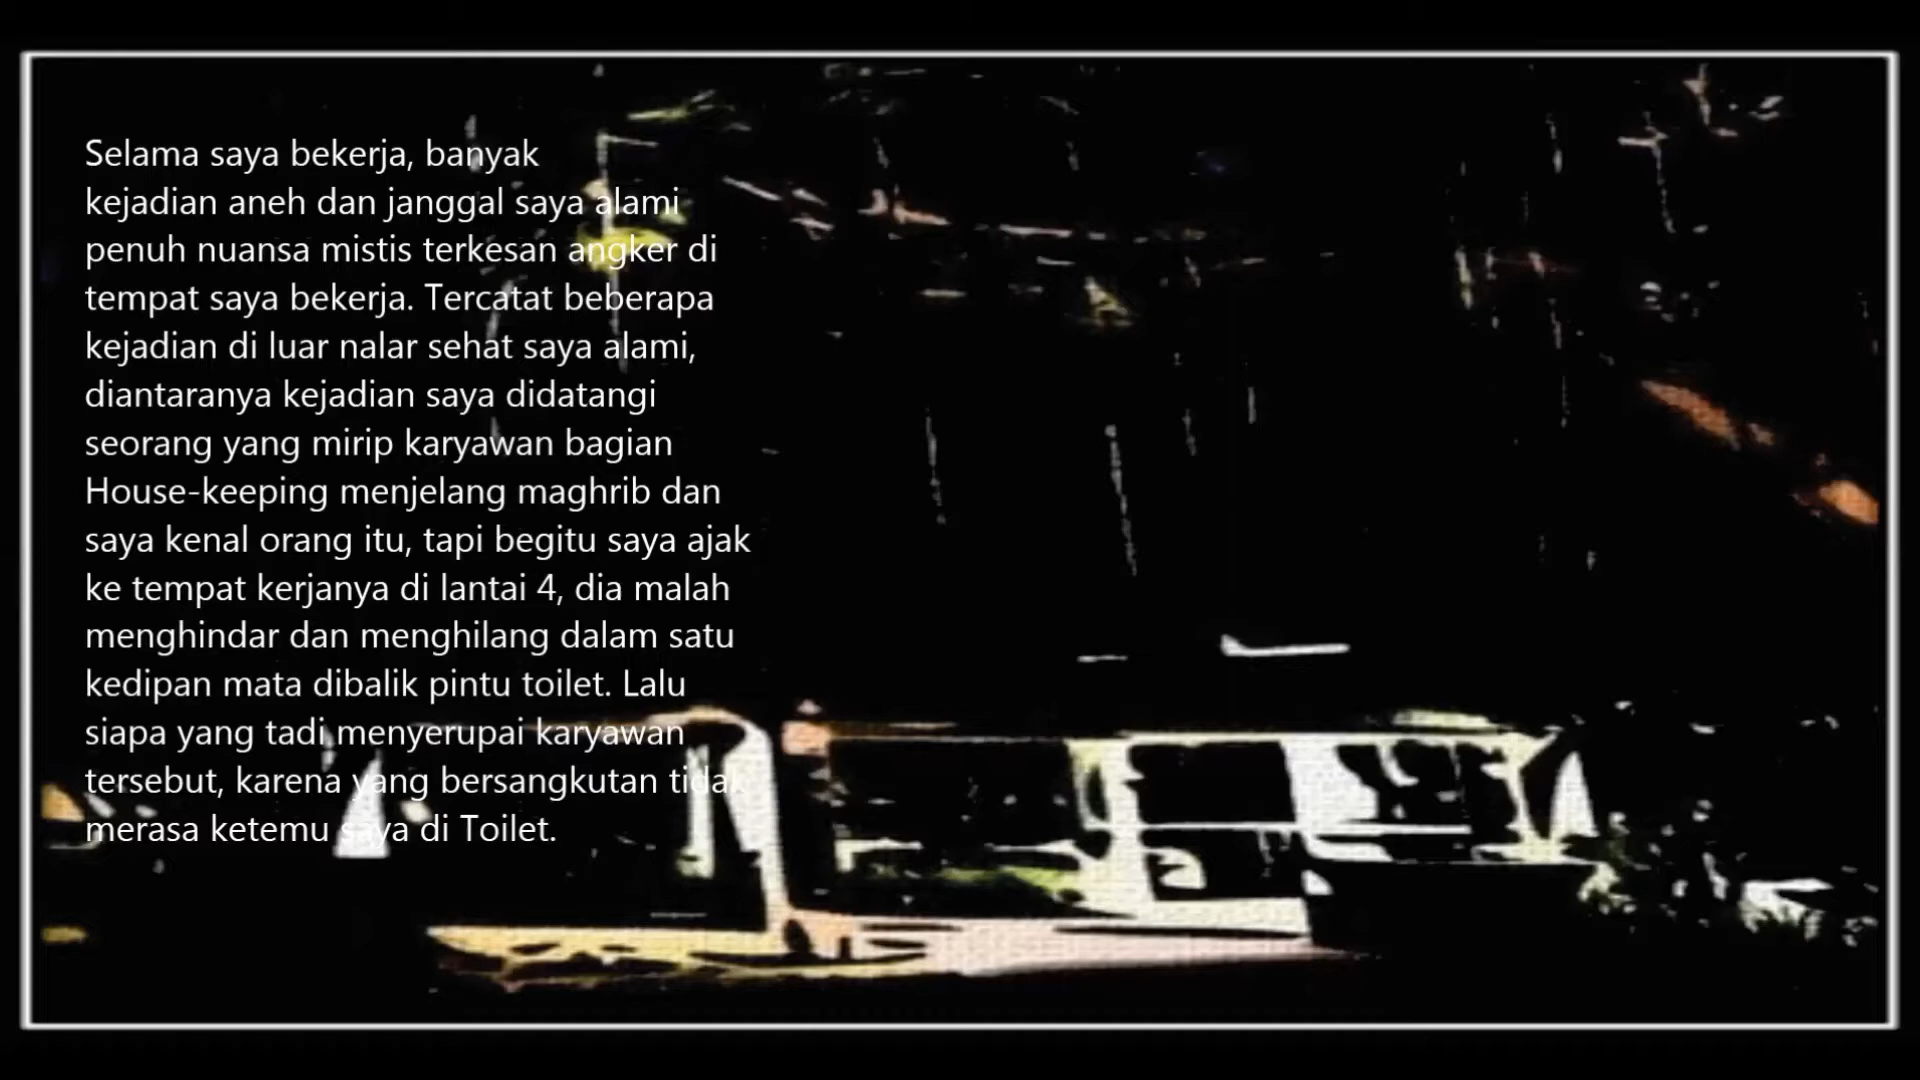 Selama saya bekerja, banyak
kejadian aneh dan janggal saya alami
penuh nuansa mistis terkesan angker di
tempat saya bekerja. Tercatat beberapa
kejadian di luar nalar sehat saya alami,
diantaranya kejadian saya didatangi
seorang yang mirip karyawan bagian
House-keeping menjelang maghrib dan
saya kenal orang itu, tapi begitu saya ajak
ke tempat kerjanya di lantai 4, dia malah
menghindar dan menghilang dalam satu
kedipan mata dibalik pintu toilet. Lalu
siapa yang tadi menyerupai karyawan
tersebut, karena yang bersangkutan tidak
merasa ketemu saya di Toilet.